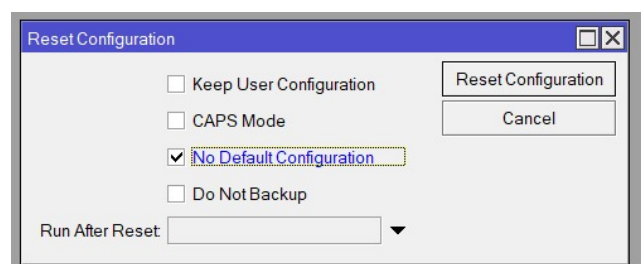 Reset Configuration
Keep User Configuration
Reset Configuration
CAPS Mode
Cancel
No Default Configuration
Do Not Backup
Run After Reset: